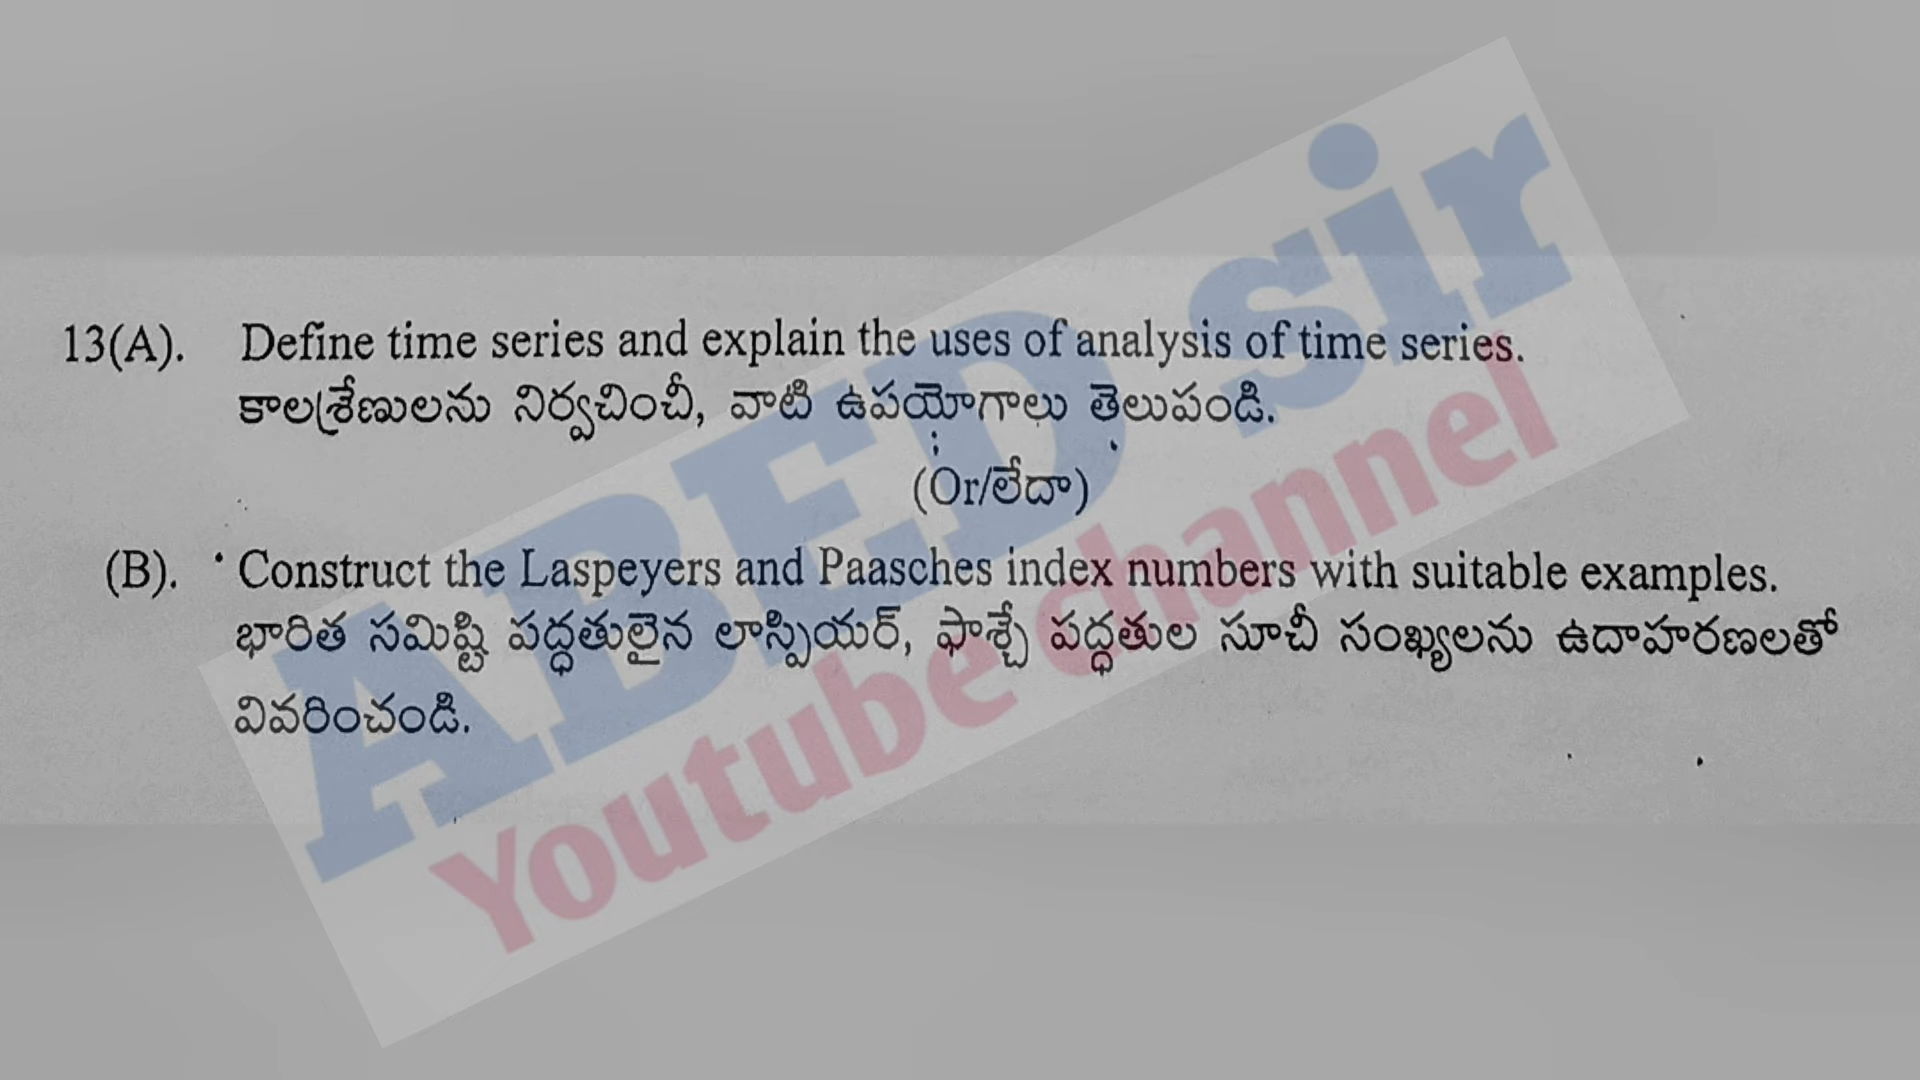 13(A). Define time series and explain the uses of analysis of time series.
కాలశ్రేణులను నిర్వచించీ, వాటి ఉపయోగాలు తెలుపండి.
(Or/లేదా)
(B). Construct the Laspeyers and Paasches index numbers with suitable examples.
భారిత సమిష్టి పద్ధతులైన లాస్పియర్, ఫాశ్చే పద్ధతుల సూచీ సంఖ్యలను ఉదాహరణలతో
వివరించండి.
ABED sir
Youtube channel